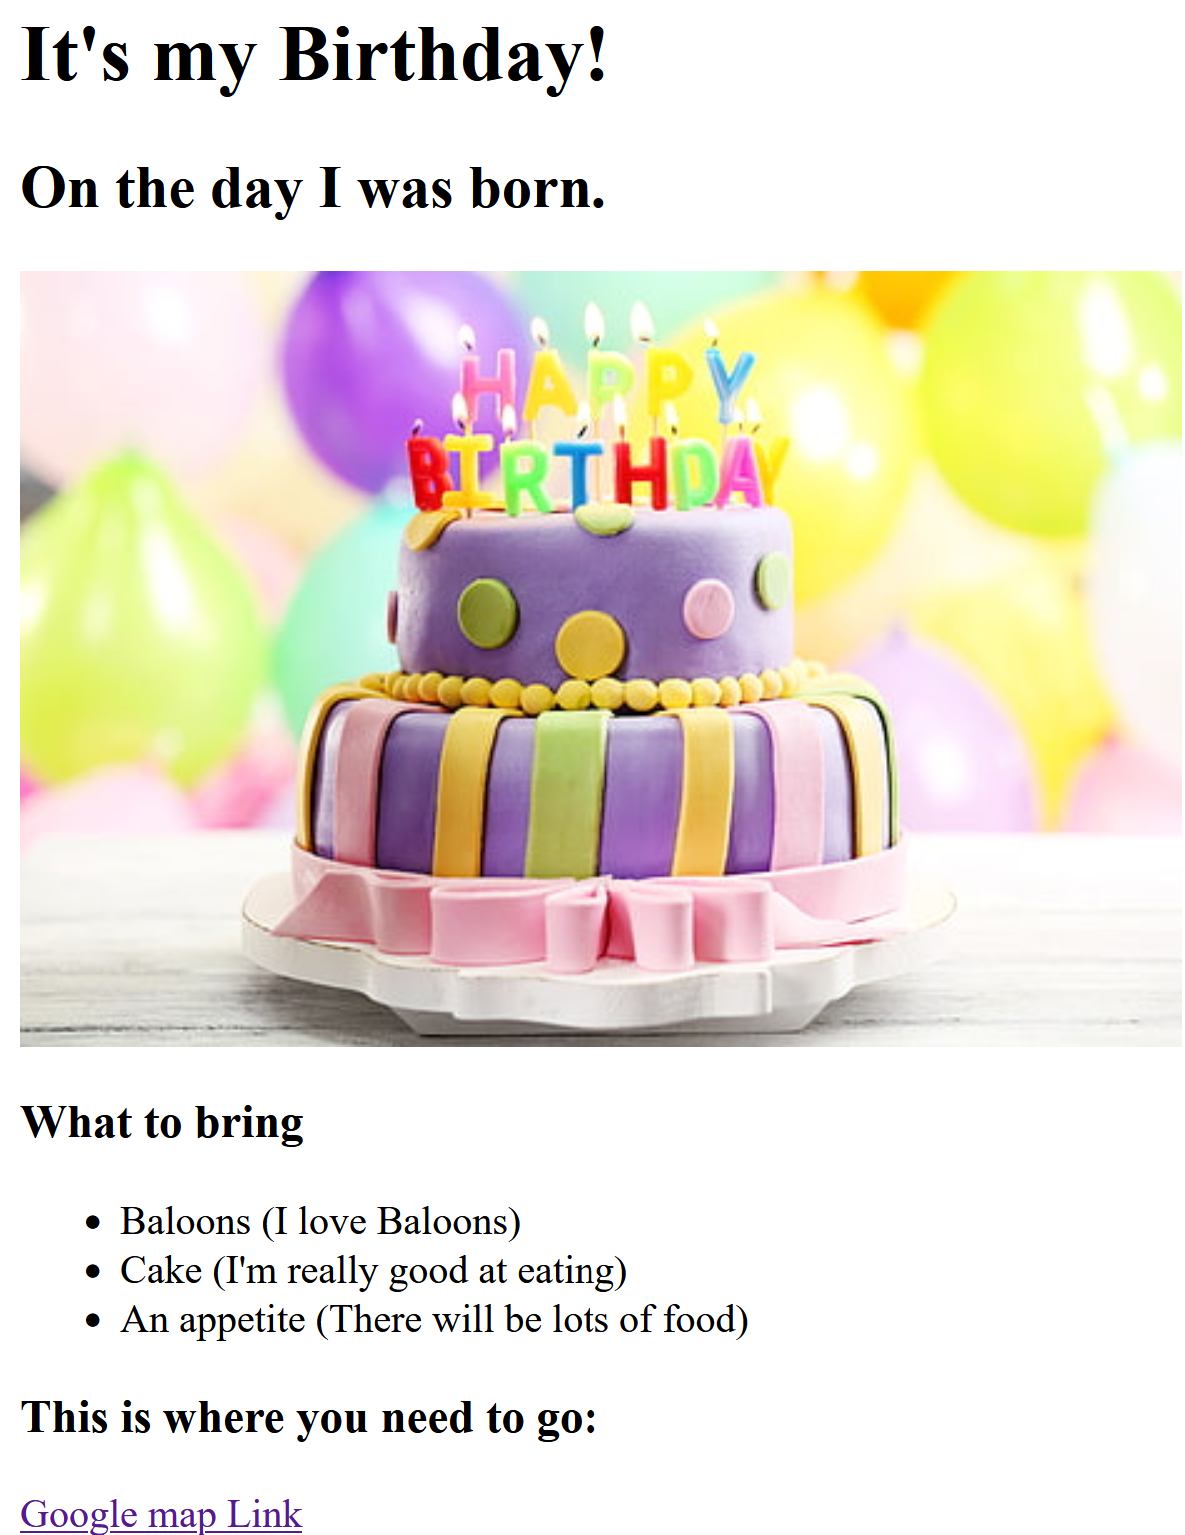 It's my Birthday!
On the day I was born.
HAPPY
BIRTHDAY
What to bring
Baloons (I love Baloons)
Cake (I'm really good at eating)
An appetite (There will be lots of food)
This is where you need to go:
Google map Link